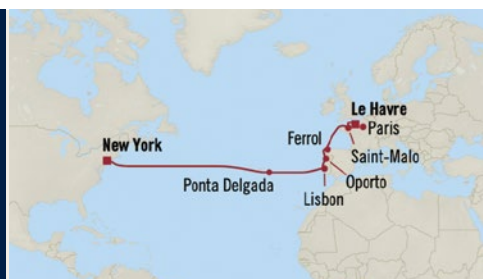 Le Havre
Paris
Ferrol
Saint-Malo
New York
Oporto
Ponta Delgada
Lisbon